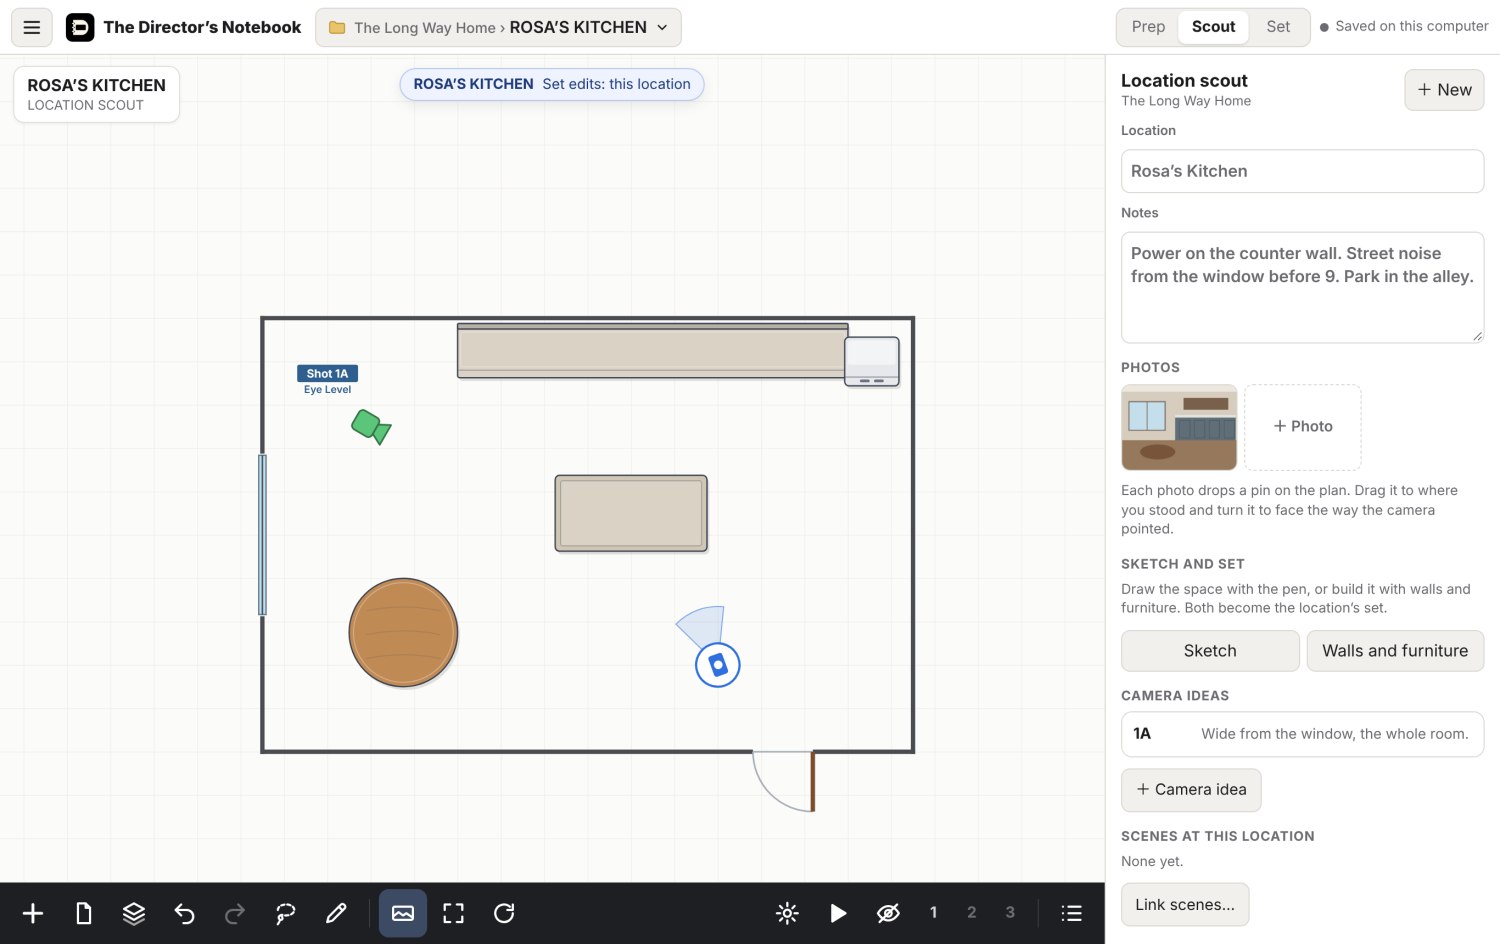 The Director’s Notebook
The Long Way Home › ROSA’S KITCHEN
Prep
Scout
Set
Saved on this computer
ROSA’S KITCHEN
LOCATION SCOUT
ROSA’S KITCHEN Set edits: this location
Shot 1A
Eye Level
1
2
3
Location scout
The Long Way Home
+ New
Location
Rosa’s Kitchen
Notes
Power on the counter wall. Street noise
from the window before 9. Park in the alley.
PHOTOS
+ Photo
Each photo drops a pin on the plan. Drag it to where
you stood and turn it to face the way the camera
pointed.
SKETCH AND SET
Draw the space with the pen, or build it with walls and
furniture. Both become the location’s set.
Sketch
Walls and furniture
CAMERA IDEAS
1A Wide from the window, the whole room.
+ Camera idea
SCENES AT THIS LOCATION
None yet.
Link scenes...